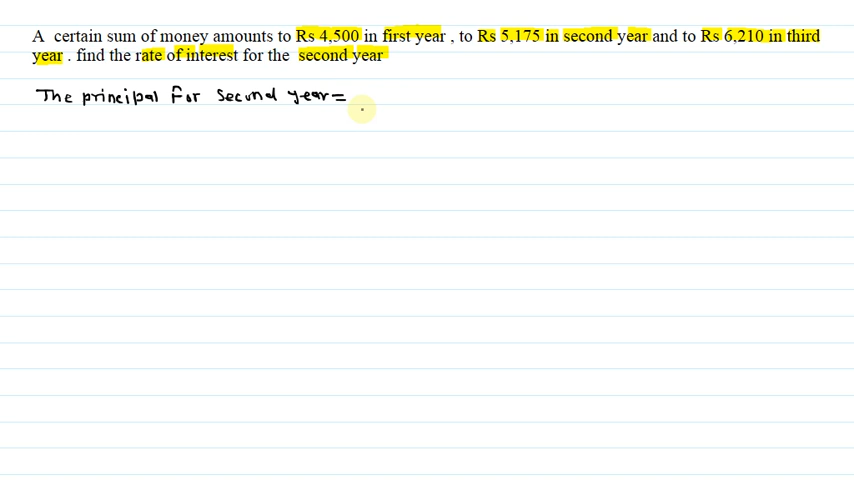 A certain sum of money amounts to Rs 4,500 in first year , to Rs 5,175 in second year and to Rs 6,210 in third
year . find the rate of interest for the second year
The principal for second year=